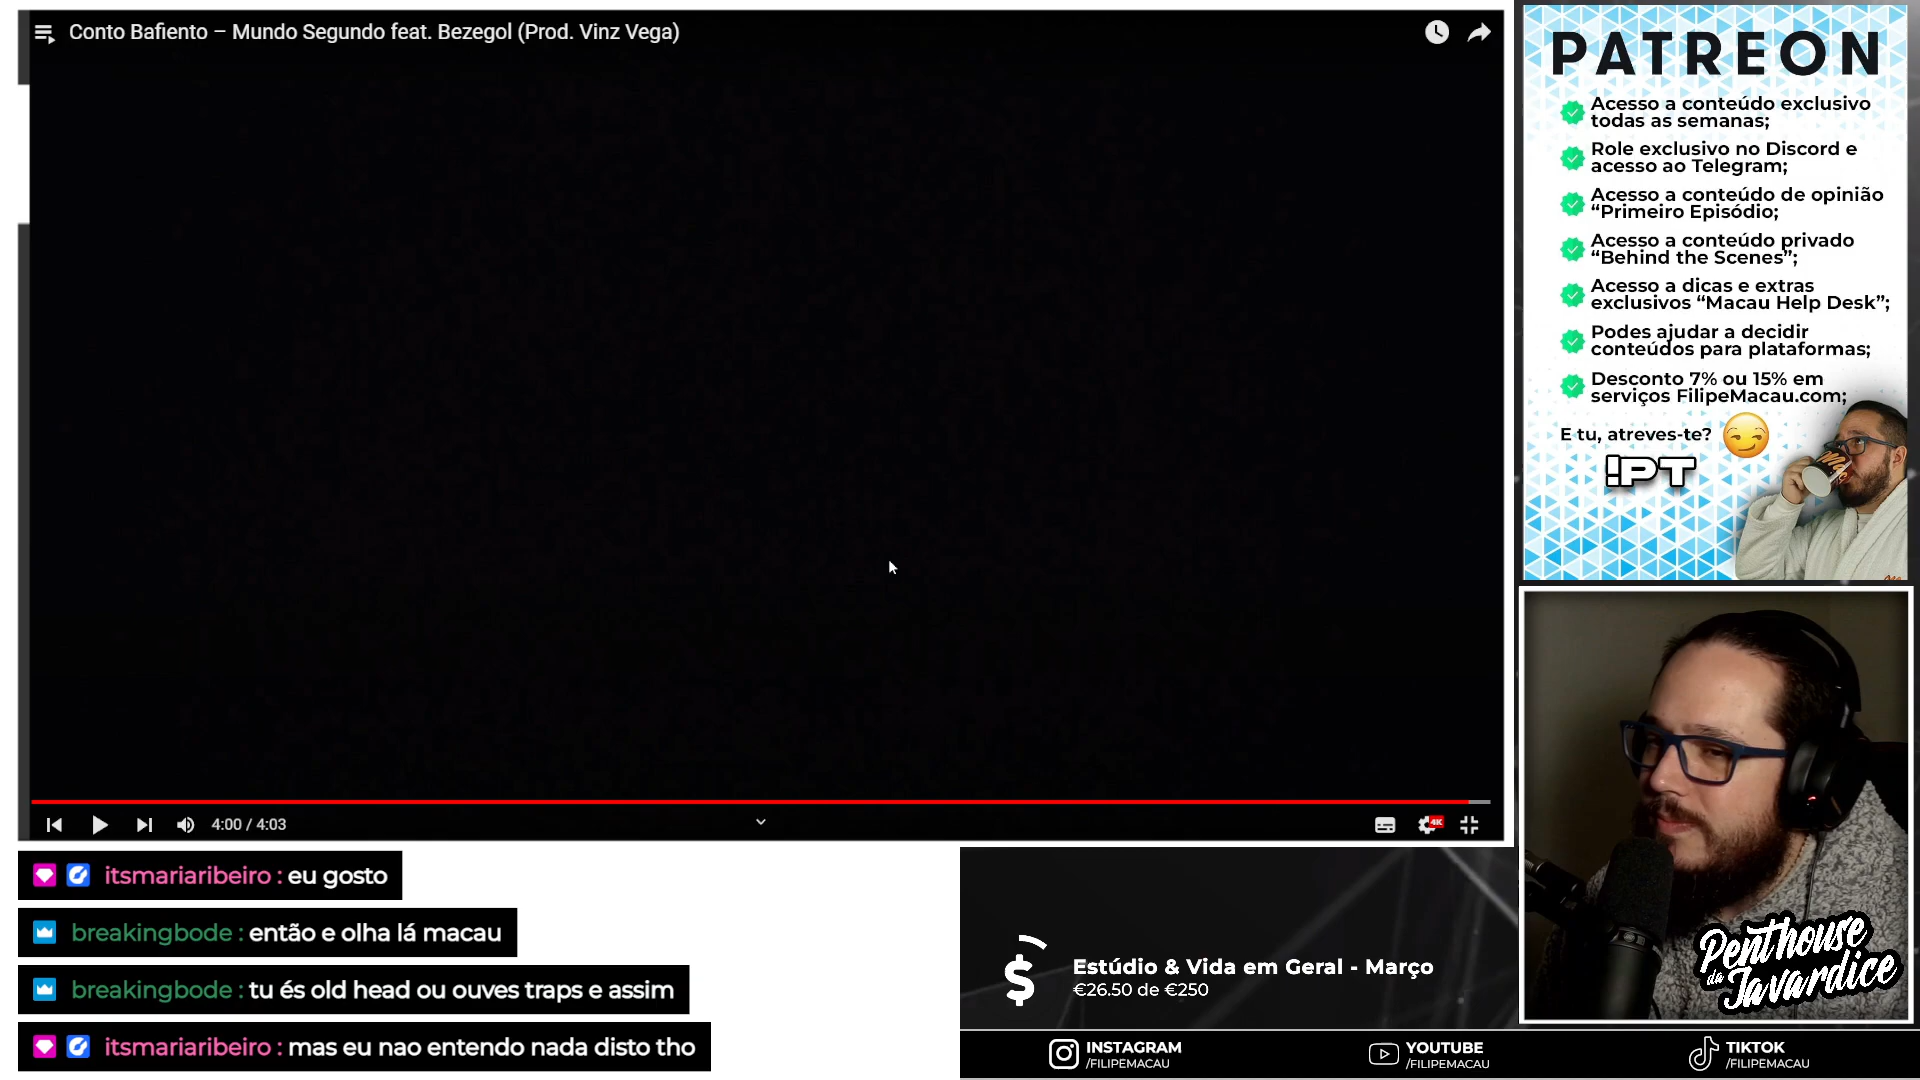 Conto Bafiento – Mundo Segundo feat. Bezegol (Prod. Vinz Vega)
4:00 / 4:03
4K
itsmariaribeiro : eu gosto
breakingbode : então e olha lá macau
breakingbode : tu és old head ou ouves traps e assim
itsmariaribeiro : mas eu nao entendo nada disto tho
PATREON
Acesso a conteúdo exclusivo
todas as semanas;
Role exclusivo no Discord e
acesso ao Telegram;
Acesso a conteúdo de opinião
“Primeiro Episódio;
Acesso a conteúdo privado
“Behind the Scenes”;
Acesso a dicas e extras
exclusivos “Macau Help Desk”;
Podes ajudar a decidir
conteúdos para plataformas;
Desconto 7% ou 15% em
serviços FilipeMacau.com;
E tu, atreves-te?
!PT
Penthouse
da Javardice
Estúdio & Vida em Geral - Março
€26.50 de €250
INSTAGRAM
/FILIPEMACAU
YOUTUBE
/FILIPEMACAU
TIKTOK
/FILIPEMACAU